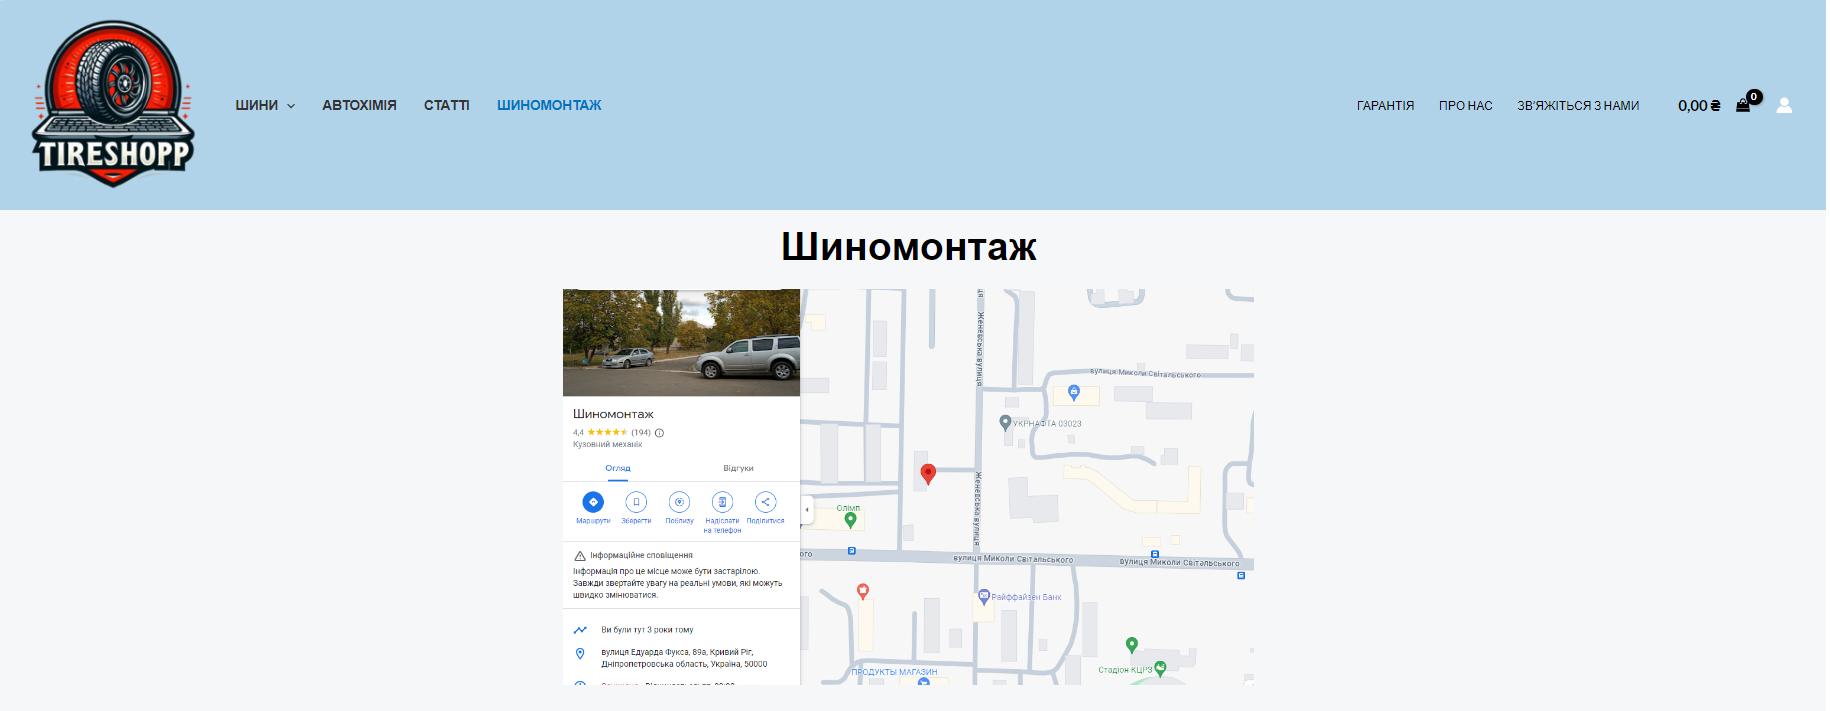 TIRESHOPP
ШИНИ
АВТОХІМІЯ
СТАТТІ
ШИНОМОНТАЖ
ГАРАНТІЯ
ПРО НАС
ЗВ'ЯЖІТЬСЯ З НАМИ
0,00 ₴
0
Шиномонтаж
Шиномонтаж
4,4 (194)
Кузовний механік
Огляд
Відгуки
Маршрути
Зберегти
Поблизу
Надіслати
на телефон
Поділитися
Інформаційне сповіщення
Інформація про це місце може бути застарілою.
Завжди звертайте увагу на реальні умови, які можуть
швидко змінюватися.
Ви були тут 3 роки тому
вулиця Едуарда Фукса, 89а, Кривий Ріг,
Дніпропетровська область, Україна, 50000
Женевська вулиця
вулиця Миколи Світальського
УКРНАФТА 03023
Женевська вулиця
Олімп
вулиця Миколи Світальського
вулиця Миколи Світальського
Райффайзен Банк
Стадіон КЦРЗ
ПРОДУКТЫ МАГАЗИН